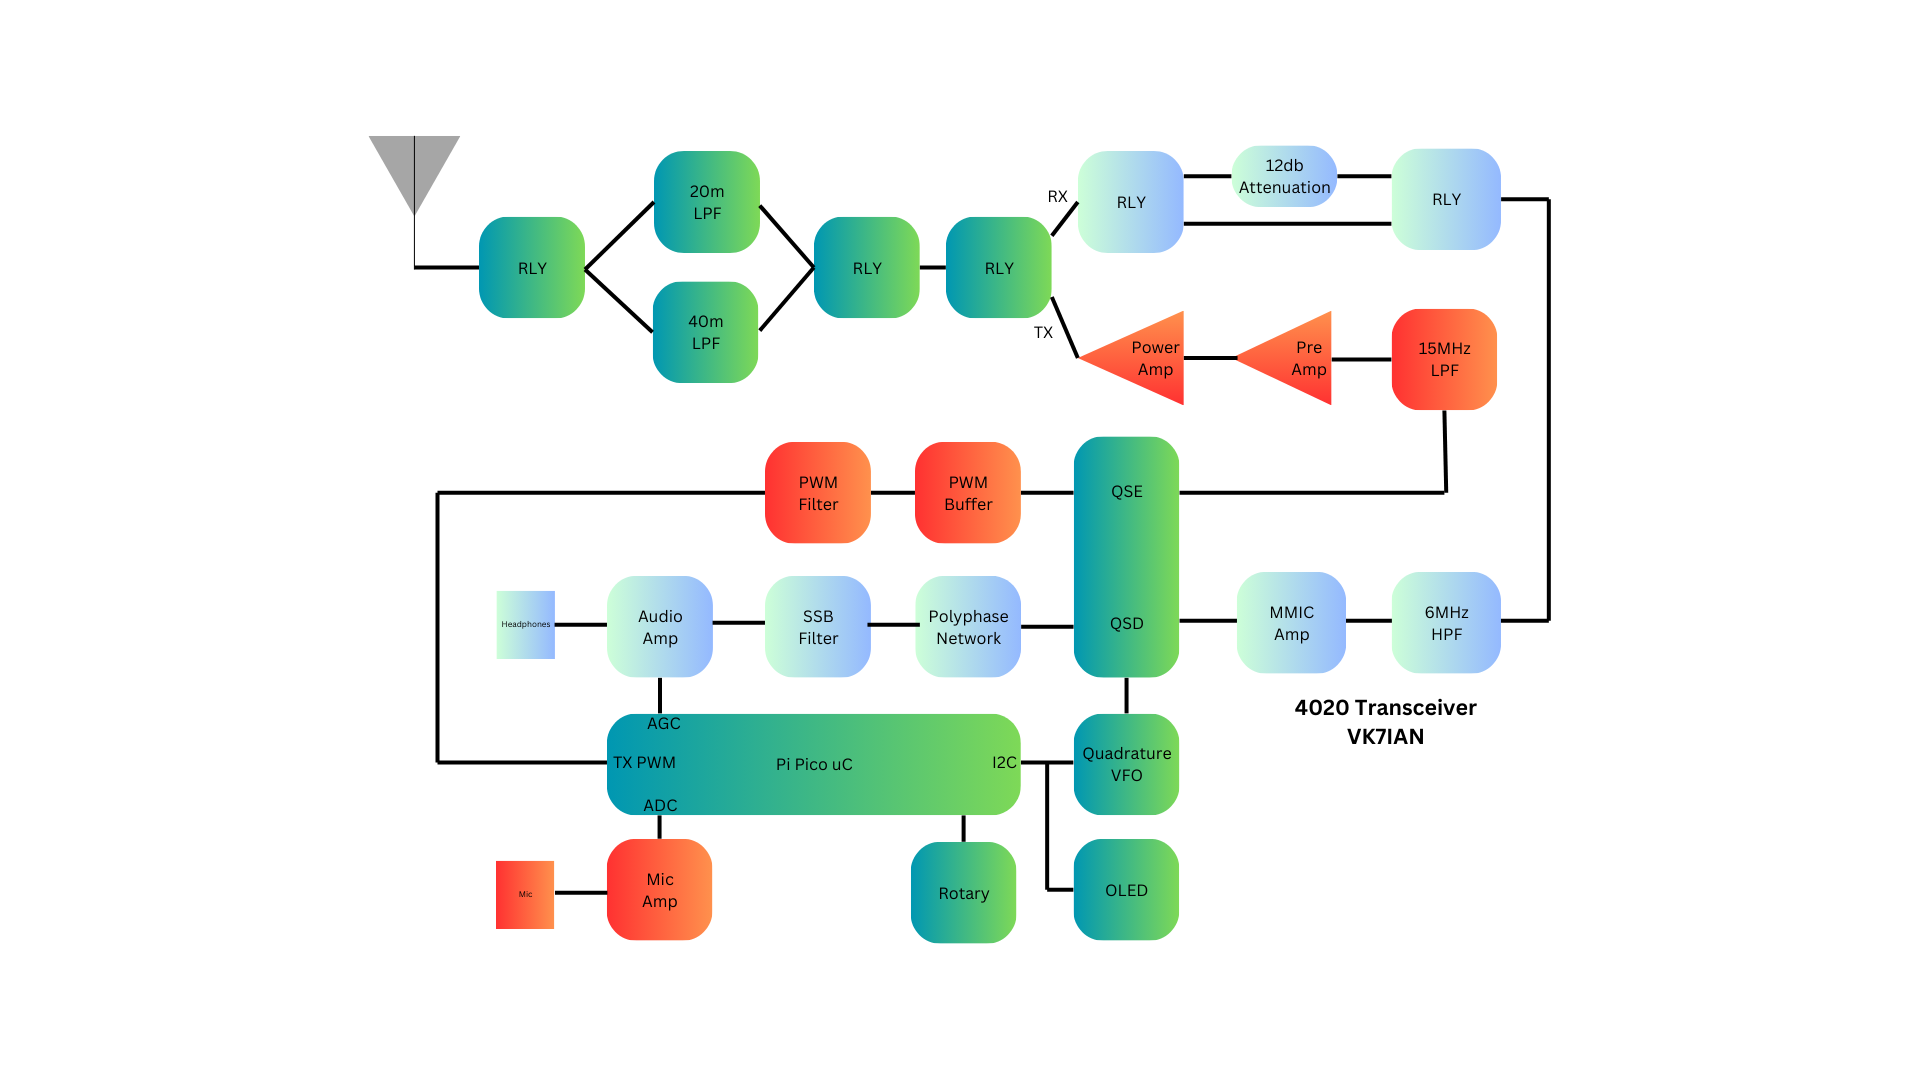 20m
LPF
RLY
40m
LPF
RLY
RLY
RX
TX
RLY
12db
Attenuation
RLY
Power
Amp
Pre
Amp
15MHz
LPF
PWM
Filter
PWM
Buffer
QSE
Headphones
Audio
Amp
SSB
Filter
Polyphase
Network
QSD
MMIC
Amp
6MHz
HPF
4020 Transceiver
VK7IAN
AGC
TX PWM
Pi Pico uC
I2C
ADC
Quadrature
VFO
Mic
Mic
Amp
Rotary
OLED